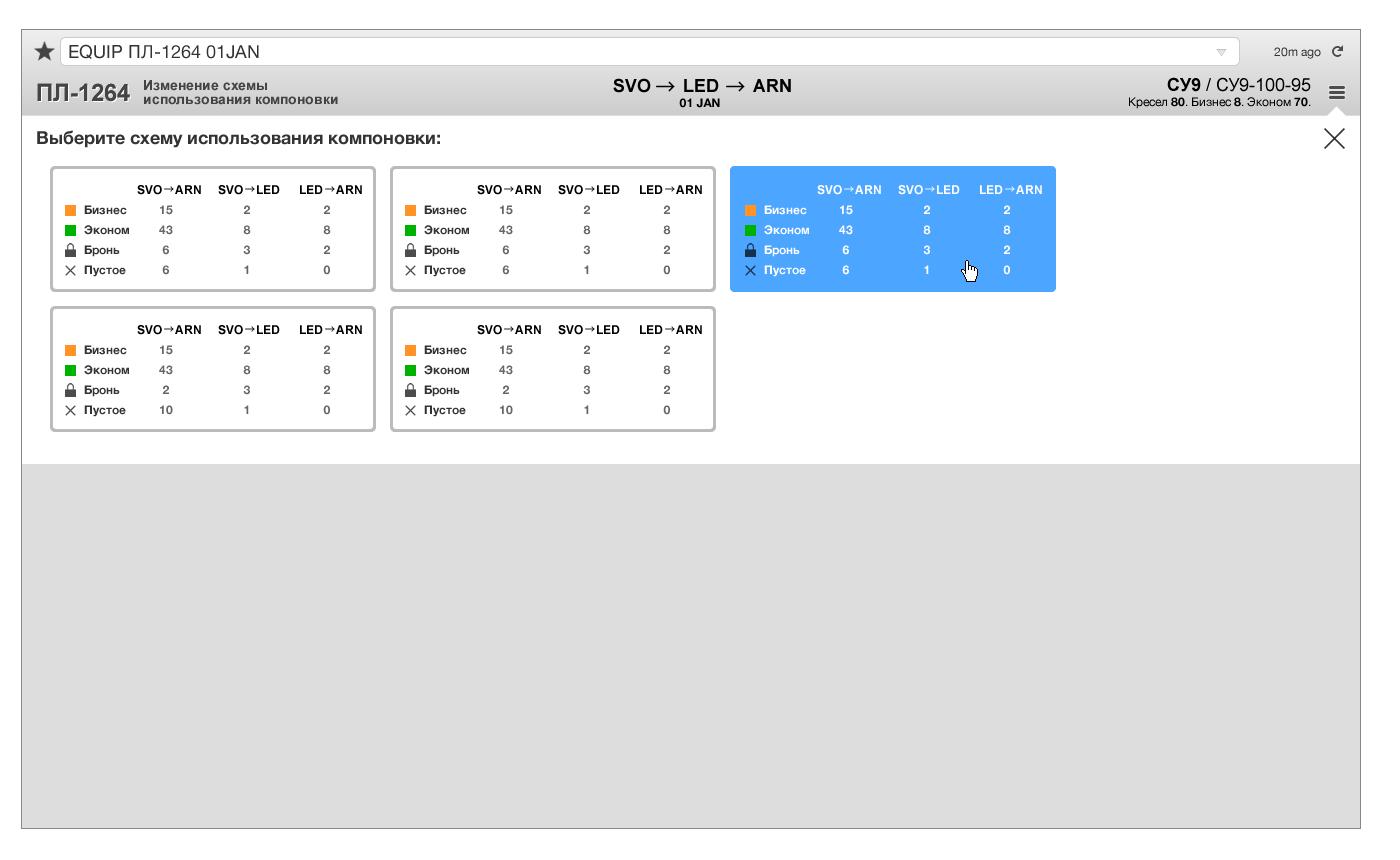 EQUIP ПЛ-1264 01JAN
20m ago
ПЛ-1264
Изменение схемы
использования компоновки
SVO → LED → ARN
01 JAN
СУ9 / СУ9-100-95
Кресел 80. Бизнес 8. Эконом 70.
Выберите схему использования компоновки:
SVO→ARN SVO→LED LED→ARN
Бизнес 15 2 2
Эконом 43 8 8
Бронь 6 3 2
Пустое 6 1 0
SVO→ARN SVO→LED LED→ARN
Бизнес 15 2 2
Эконом 43 8 8
Бронь 6 3 2
Пустое 6 1 0
SVO→ARN SVO→LED LED→ARN
Бизнес 15 2 2
Эконом 43 8 8
Бронь 6 3 2
Пустое 6 1 0
SVO→ARN SVO→LED LED→ARN
Бизнес 15 2 2
Эконом 43 8 8
Бронь 2 3 2
Пустое 10 1 0
SVO→ARN SVO→LED LED→ARN
Бизнес 15 2 2
Эконом 43 8 8
Бронь 2 3 2
Пустое 10 1 0